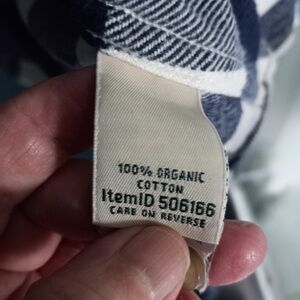 100% ORGANIC
COTTON
ItemID 506166
CARE ON REVERSE